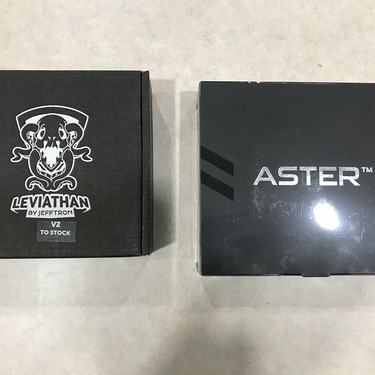 LEVIATHAN
BY JEFFTRON
V2
TO STOCK
ASTER™